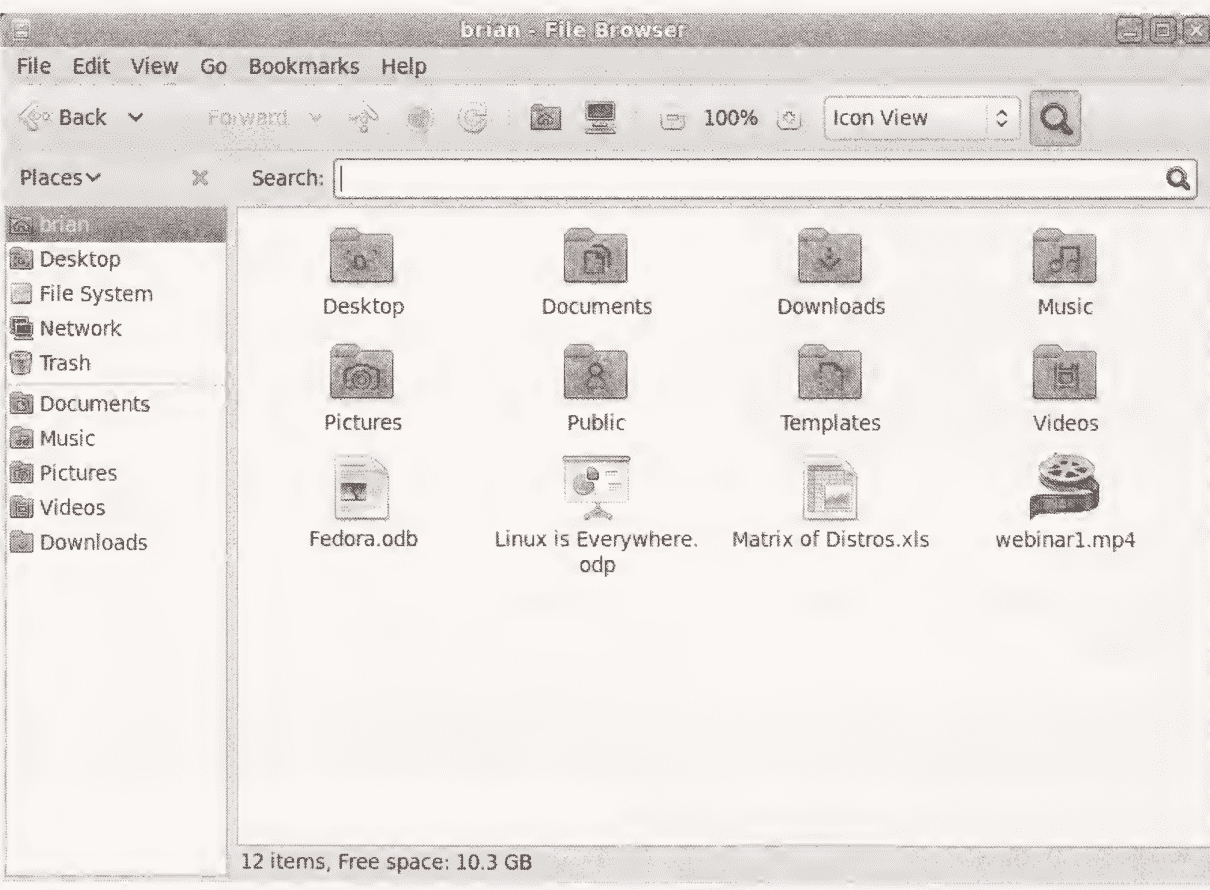 brian - File Browser
File Edit View Go Bookmarks Help
Back Forward 100% Icon View
Places Search:
brian
Desktop
File System
Network
Trash
Documents
Music
Pictures
Videos
Downloads
Desktop Documents Downloads Music
Pictures Public Templates Videos
Fedora.odb Linux is Everywhere. Matrix of Distros.xls webinar1.mp4
odp
12 items, Free space: 10.3 GB